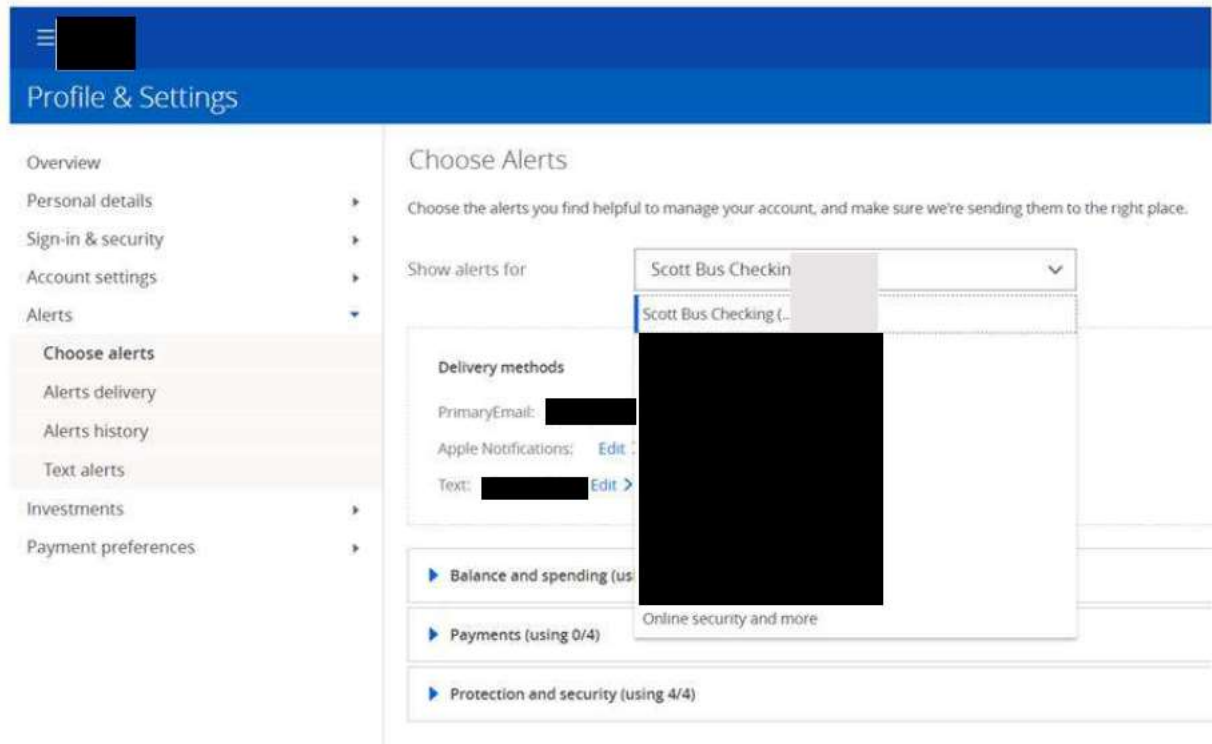 Profile & Settings
Overview
Personal details
Sign-in & security
Account settings
Alerts
Choose alerts
Alerts delivery
Alerts history
Text alerts
Investments
Payment preferences
Choose Alerts
Choose the alerts you find helpful to manage your account, and make sure we're sending them to the right place.
Show alerts for
Scott Bus Checkin
Scott Bus Checking (...
Delivery methods
PrimaryEmail:
Apple Notifications: Edit
Text: Edit >
Balance and spending (usi
Payments (using 0/4)
Protection and security (using 4/4)
Online security and more